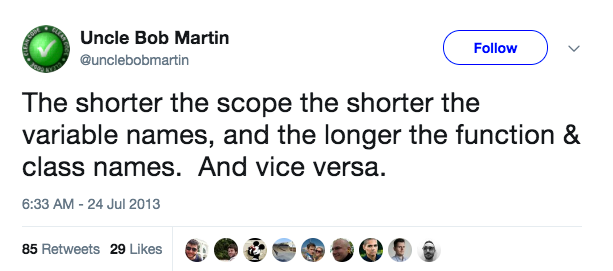 Uncle Bob Martin
@unclebobmartin
Follow
The shorter the scope the shorter the
variable names, and the longer the function &
class names.  And vice versa.
6:33 AM - 24 Jul 2013
85 Retweets 29 Likes